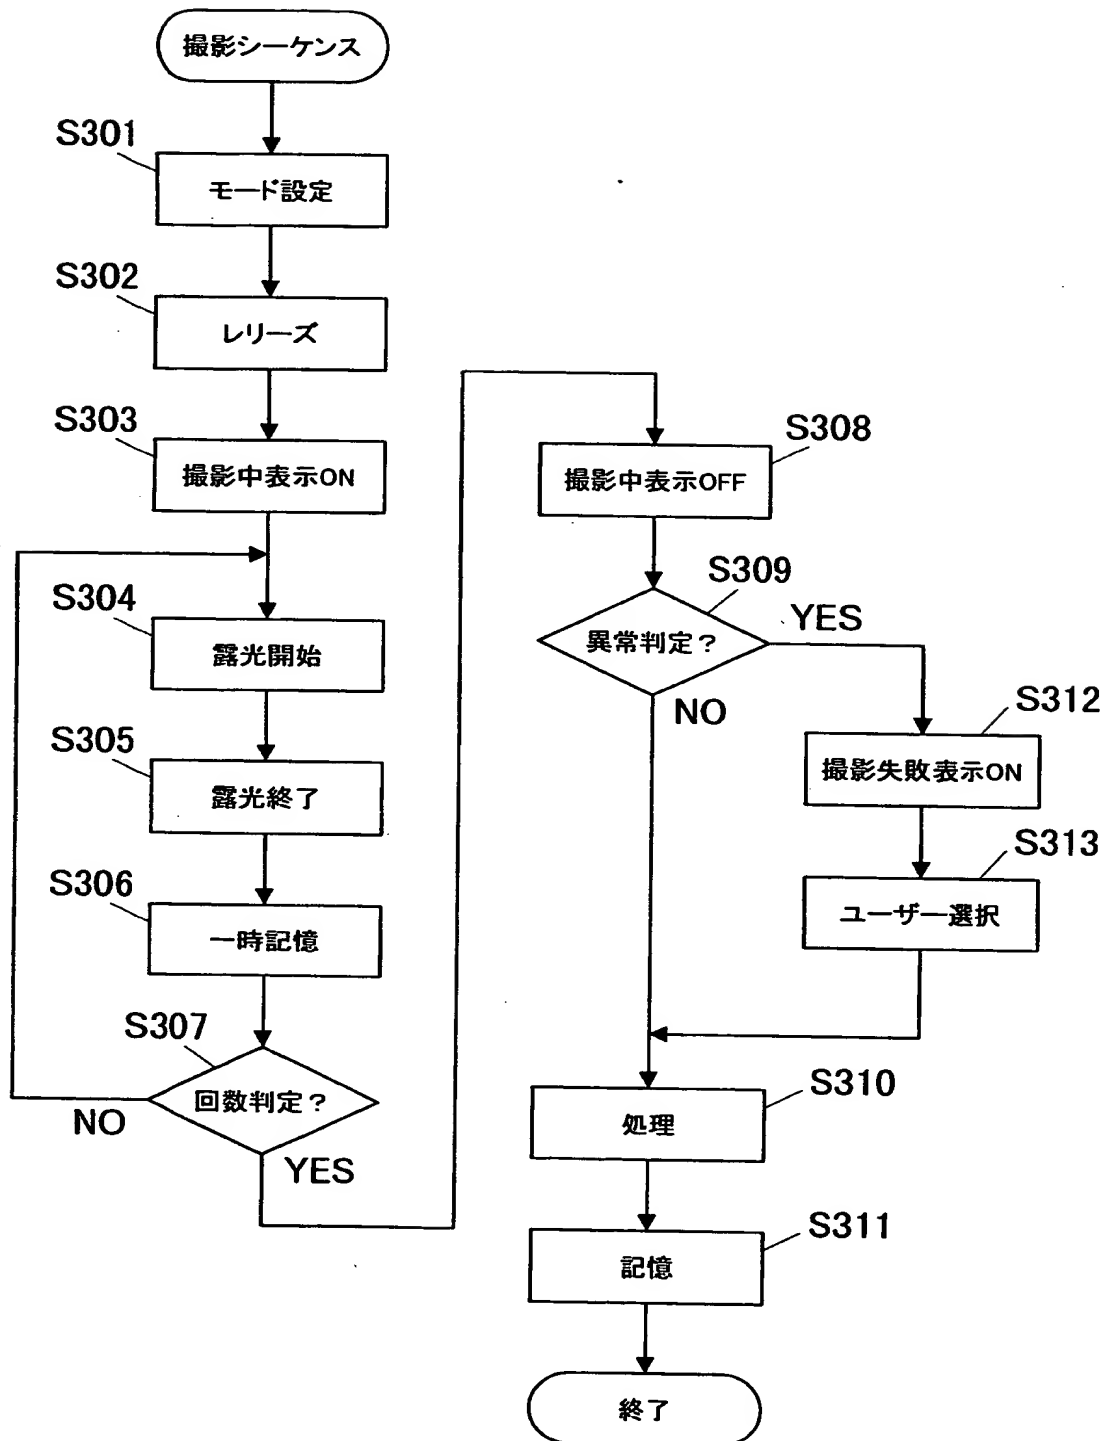 撮影シーケンス
S301
モード設定
S302
レリーズ
S303
撮影中表示ON
S304
露光開始
S305
露光終了
S306
一時記憶
S307
回数判定？
NO
YES
S308
撮影中表示OFF
S309
異常判定？
YES
NO
S312
撮影失敗表示ON
S313
ユーザー選択
S310
処理
S311
記憶
終了